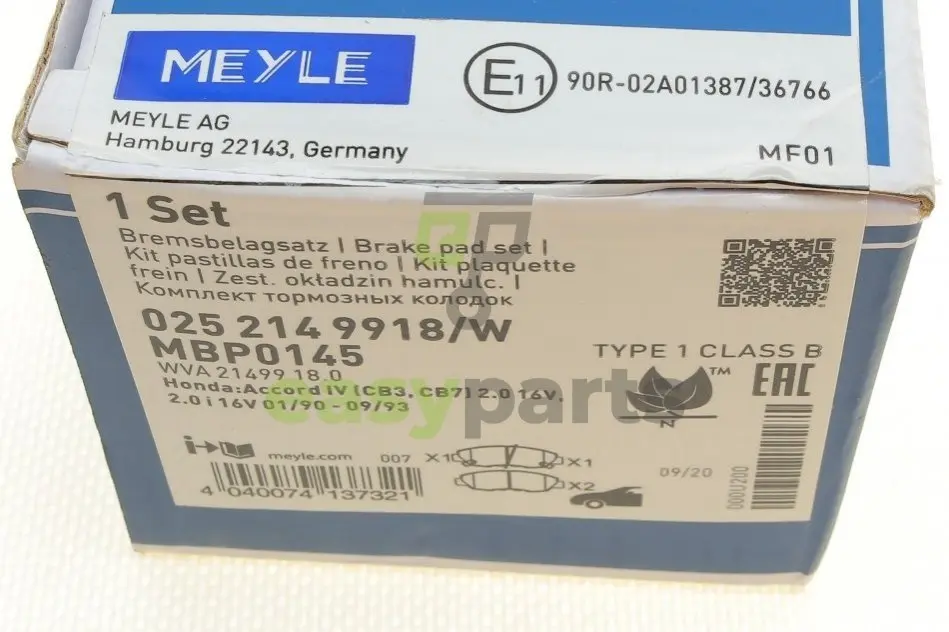 MEYLE
E11 90R-02A01387/36766
MEYLE AG
Hamburg 22143, Germany
MF01
1 Set
Bremsbelagsatz | Brake pad set |
Kit pastillas de freno | Kit plaquette
frein | Zest. okładzin hamulc. |
Комплект тормозных колодок
025 214 9918/W
MBP0145
WVA 21499 18.0
TYPE 1 CLASS B
Honda:Accord IV (CB3, CB7) 2.0 16V,
2.0 i 16V 01/90 - 09/93
TM
EAC
N
easyparts
i
meyle.com 007 X1 X1
X2
09/20
000U200
4 040074 137321